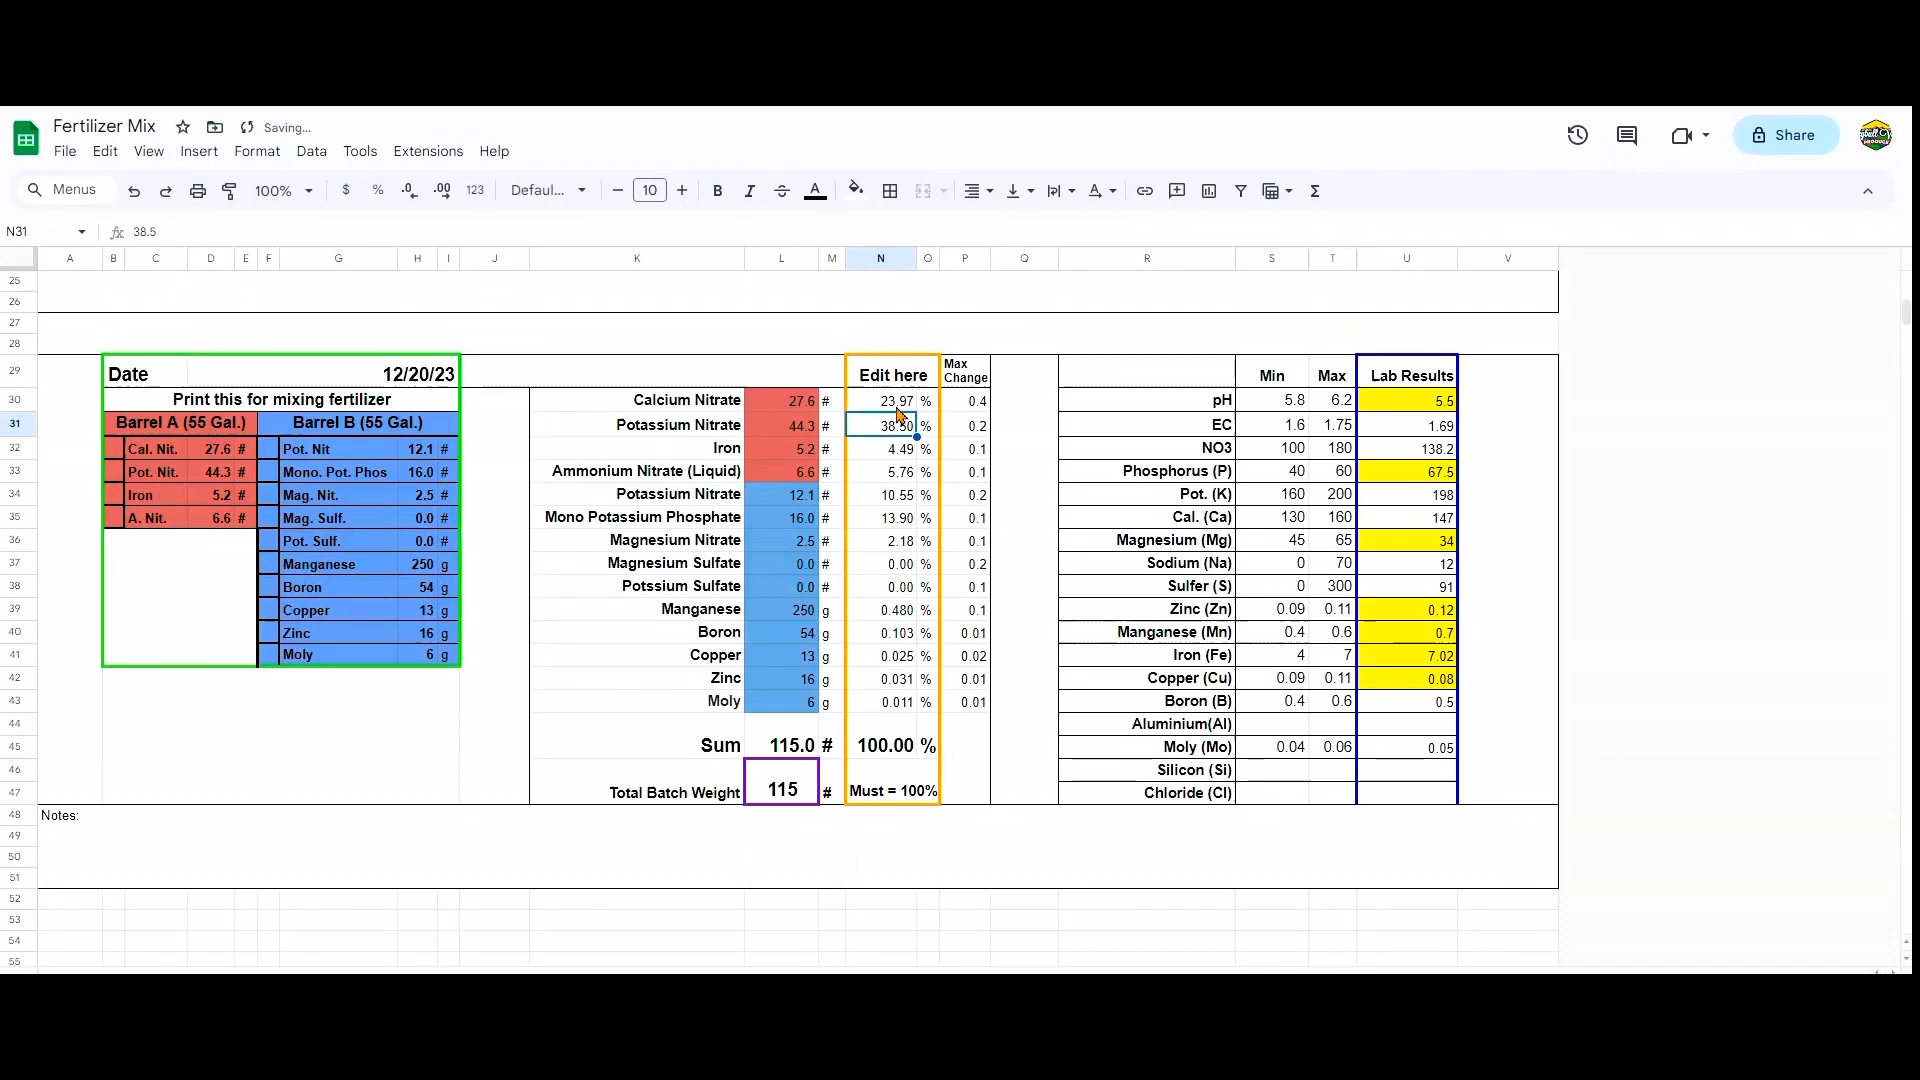 Fertilizer Mix Saving...
File Edit View Insert Format Data Tools Extensions Help
Share
Menus 100% $ % .0 .00 123 Defaul... 10 B I A
N31 fx 38.5
A B C D E F G H I J K L M N O P Q R S T U V
25
26
27
28
29 Date 12/20/23 Edit here Max Change Min Max Lab Results
30 Print this for mixing fertilizer Calcium Nitrate 27.6 # 23.97 % 0.4 pH 5.8 6.2 5.5
31 Barrel A (55 Gal.) Barrel B (55 Gal.) Potassium Nitrate 44.3 # 38.50 % 0.2 EC 1.6 1.75 1.69
32 Cal. Nit. 27.6 # Pot. Nit 12.1 # Iron 5.2 # 4.49 % 0.1 NO3 100 180 138.2
33 Pot. Nit. 44.3 # Mono. Pot. Phos 16.0 # Ammonium Nitrate (Liquid) 6.6 # 5.76 % 0.1 Phosphorus (P) 40 60 67.5
34 Iron 5.2 # Mag. Nit. 2.5 # Potassium Nitrate 12.1 # 10.55 % 0.2 Pot. (K) 160 200 198
35 A. Nit. 6.6 # Mag. Sulf. 0.0 # Mono Potassium Phosphate 16.0 # 13.90 % 0.1 Cal. (Ca) 130 160 147
36 Pot. Sulf. 0.0 # Magnesium Nitrate 2.5 # 2.18 % 0.1 Magnesium (Mg) 45 65 34
37 Manganese 250 g Magnesium Sulfate 0.0 # 0.00 % 0.2 Sodium (Na) 0 70 12
38 Boron 54 g Potssium Sulfate 0.0 # 0.00 % 0.1 Sulfer (S) 0 300 91
39 Copper 13 g Manganese 250 g 0.480 % 0.1 Zinc (Zn) 0.09 0.11 0.12
40 Zinc 16 g Boron 54 g 0.103 % 0.01 Manganese (Mn) 0.4 0.6 0.7
41 Moly 6 g Copper 13 g 0.025 % 0.02 Iron (Fe) 4 7 7.02
42 Zinc 16 g 0.031 % 0.01 Copper (Cu) 0.09 0.11 0.08
43 Moly 6 g 0.011 % 0.01 Boron (B) 0.4 0.6 0.5
44 Aluminium(Al)
45 Sum 115.0 # 100.00 % Moly (Mo) 0.04 0.06 0.05
46 Silicon (Si)
47 Total Batch Weight 115 # Must = 100% Chloride (Cl)
48 Notes:
49
50
51
52
53
54
55